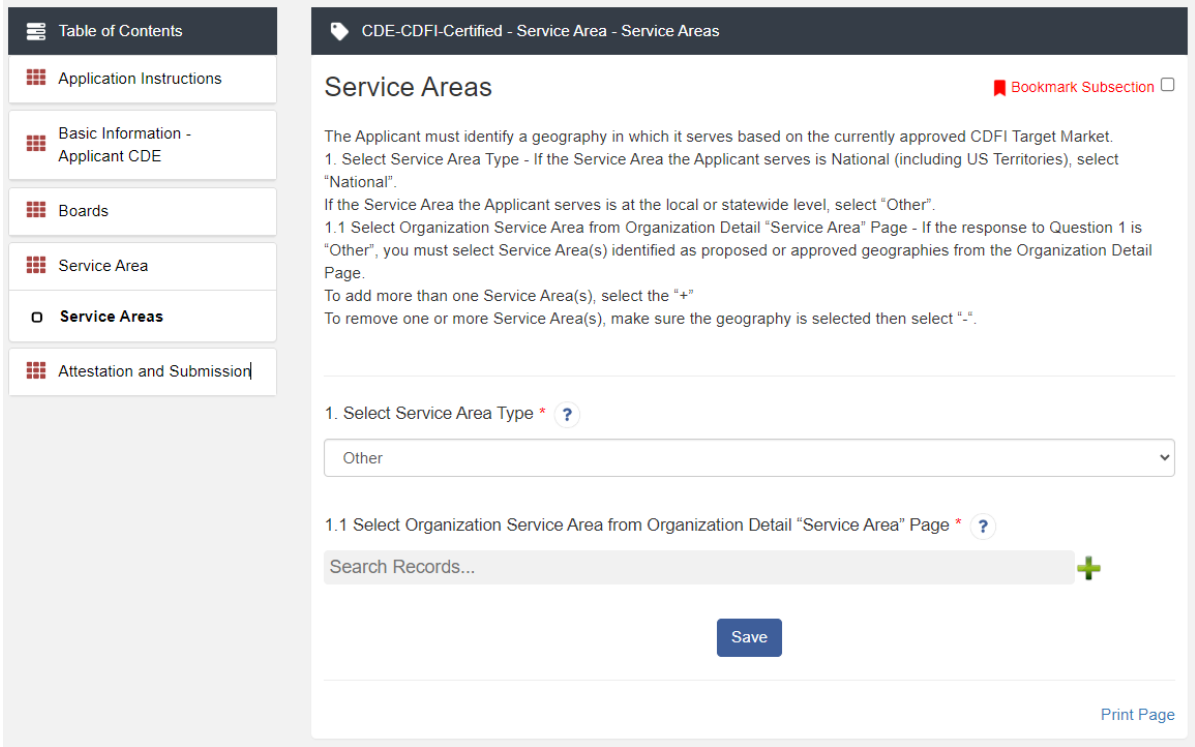 Table of Contents
Application Instructions
Basic Information -
Applicant CDE
Boards
Service Area
Service Areas
Attestation and Submission
CDE-CDFI-Certified - Service Area - Service Areas
Service Areas
Bookmark Subsection
The Applicant must identify a geography in which it serves based on the currently approved CDFI Target Market.
1. Select Service Area Type - If the Service Area the Applicant serves is National (including US Territories), select
“National”.
If the Service Area the Applicant serves is at the local or statewide level, select “Other”.
1.1 Select Organization Service Area from Organization Detail “Service Area” Page - If the response to Question 1 is
“Other”, you must select Service Area(s) identified as proposed or approved geographies from the Organization Detail
Page.
To add more than one Service Area(s), select the “+”
To remove one or more Service Area(s), make sure the geography is selected then select “-“.
1. Select Service Area Type * ?
Other
1.1 Select Organization Service Area from Organization Detail “Service Area” Page * ?
Search Records...
Save
Print Page